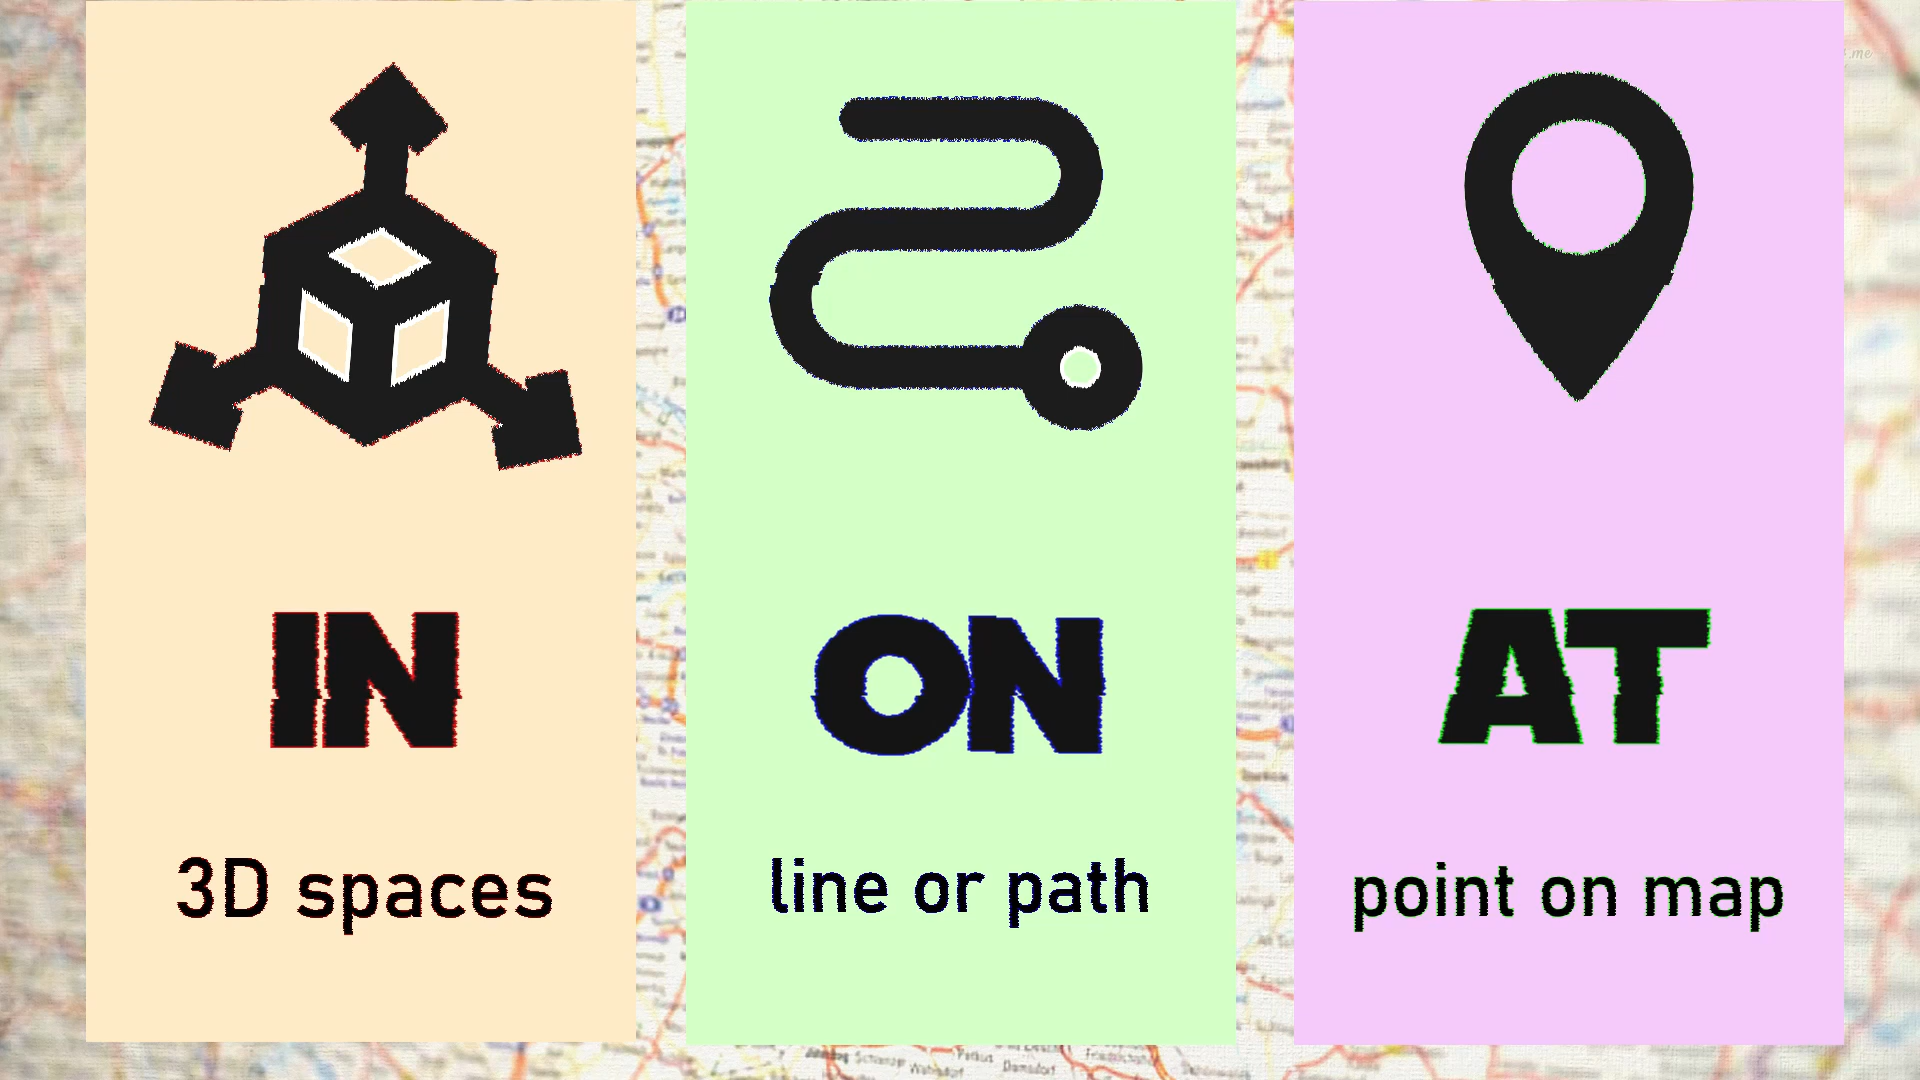 IN
3D spaces
ON
line or path
AT
point on map